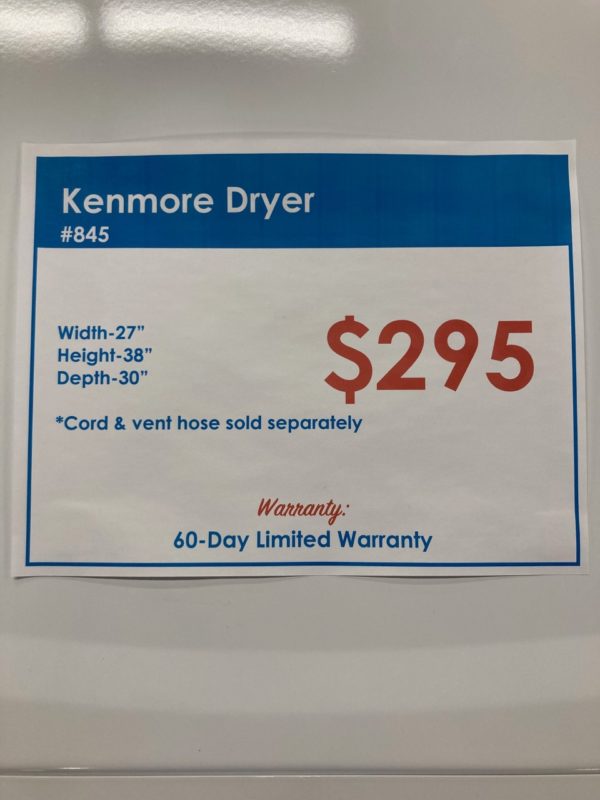 Kenmore Dryer
#845
Width-27”
Height-38”
Depth-30”
$295
*Cord & vent hose sold separately
Warranty:
60-Day Limited Warranty